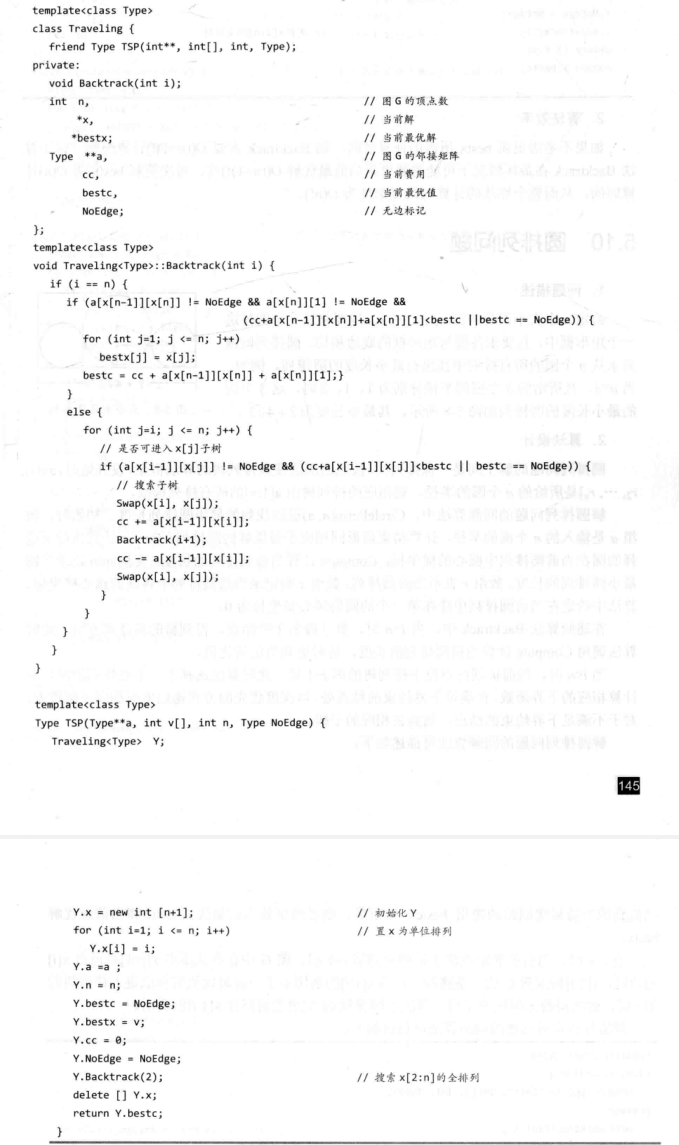 template<class Type>
class Traveling {
friend Type TSP(int**, int[], int, Type);
private:
void Backtrack(int i);
int n, // 图 G 的顶点数
*x, // 当前解
*bestx; // 当前最优解
Type **a, // 图 G 的邻接矩阵
cc, // 当前费用
bestc, // 当前最优值
NoEdge; // 无边标记
};
template<class Type>
void Traveling<Type>::Backtrack(int i) {
if (i == n) {
if (a[x[n-1]][x[n]] != NoEdge && a[x[n]][1] != NoEdge &&
(cc+a[x[n-1]][x[n]]+a[x[n]][1]<bestc ||bestc == NoEdge)) {
for (int j=1; j <= n; j++)
bestx[j] = x[j];
bestc = cc + a[x[n-1]][x[n]] + a[x[n]][1];}
}
else {
for (int j=i; j <= n; j++) {
// 是否可进入 x[j]子树
if (a[x[i-1]][x[j]] != NoEdge && (cc+a[x[i-1]][x[j]]<bestc || bestc == NoEdge)) {
// 搜索子树
Swap(x[i], x[j]);
cc += a[x[i-1]][x[i]];
Backtrack(i+1);
cc -= a[x[i-1]][x[i]];
Swap(x[i], x[j]);
}
}
}
}
}
template<class Type>
Type TSP(Type**a, int v[], int n, Type NoEdge) {
Traveling<Type> Y;
145
Y.x = new int [n+1]; // 初始化 Y
for (int i=1; i <= n; i++) // 置 x 为单位排列
Y.x[i] = i;
Y.a =a ;
Y.n = n;
Y.bestc = NoEdge;
Y.bestx = v;
Y.cc = 0;
Y.NoEdge = NoEdge;
Y.Backtrack(2); // 搜索 x[2:n]的全排列
delete [] Y.x;
return Y.bestc;
}